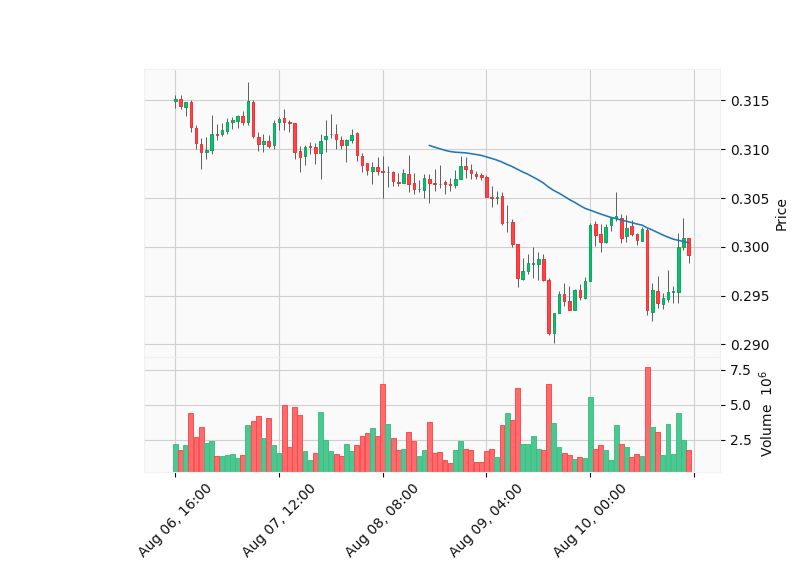 0.315
0.310
0.305
0.300
0.295
0.290
Price
7.5
5.0
2.5
Volume 10^6
Aug 06, 16:00
Aug 07, 12:00
Aug 08, 08:00
Aug 09, 04:00
Aug 10, 00:00